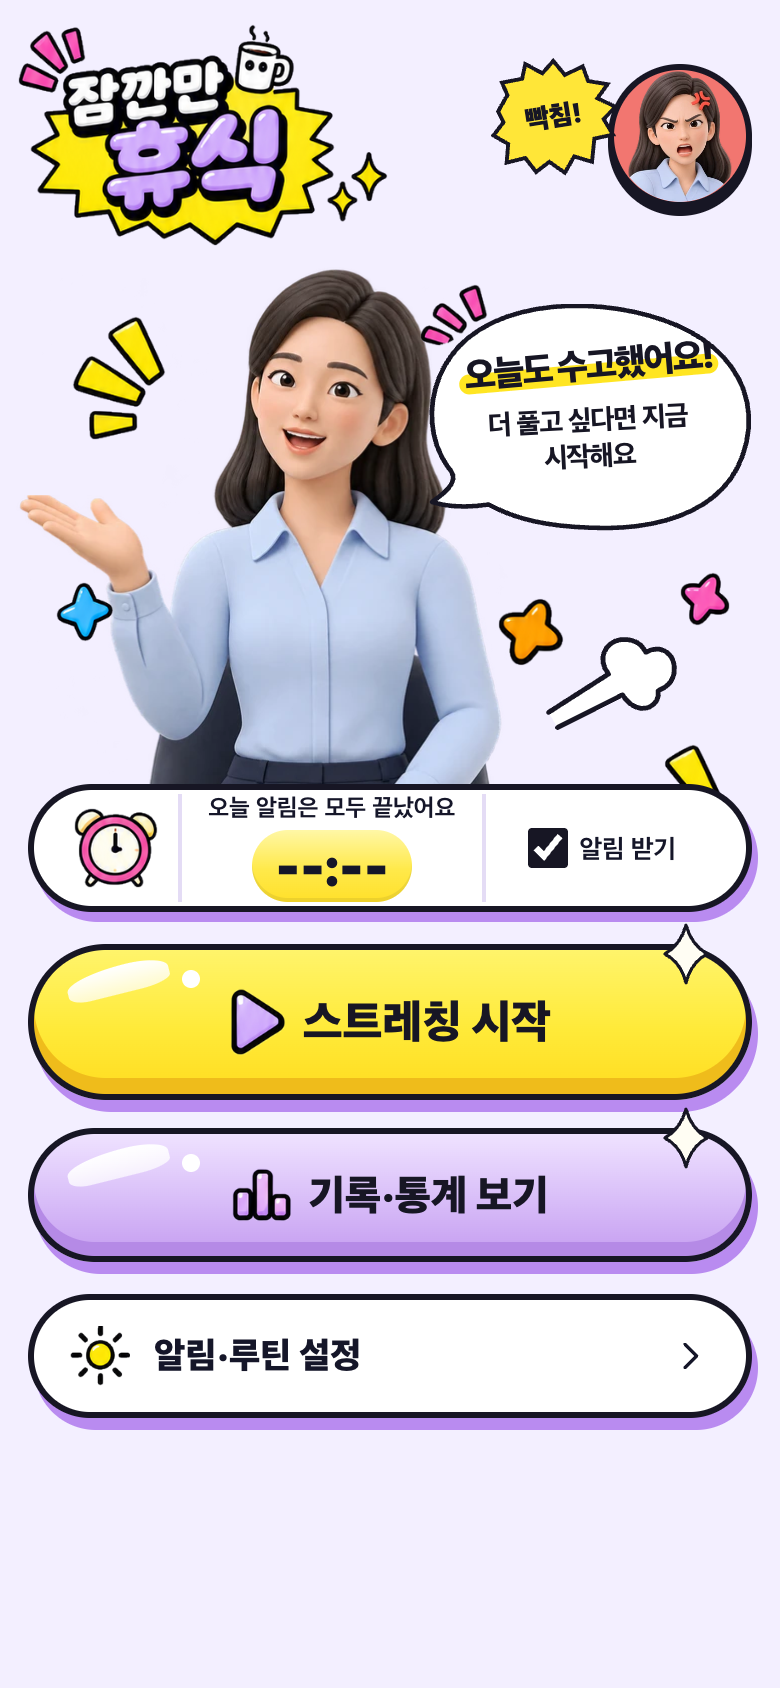 잠깐만
휴식
빡침!
오늘도 수고했어요!
더 풀고 싶다면 지금
시작해요
오늘 알림은 모두 끝났어요
--:--
알림 받기
스트레칭 시작
기록·통계 보기
알림·루틴 설정